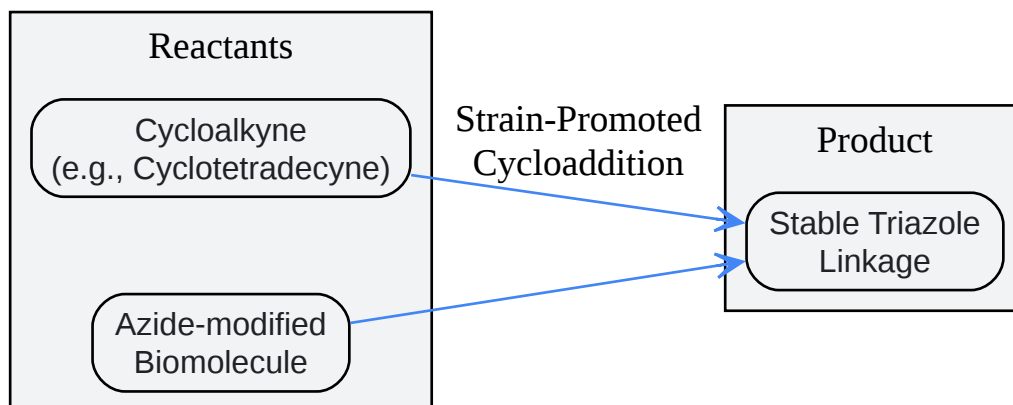 Reactants
Cycloalkyne
(e.g., Cyclotetradecyne)
Azide-modified
Biomolecule
Strain-Promoted
Cycloaddition
Product
Stable Triazole
Linkage